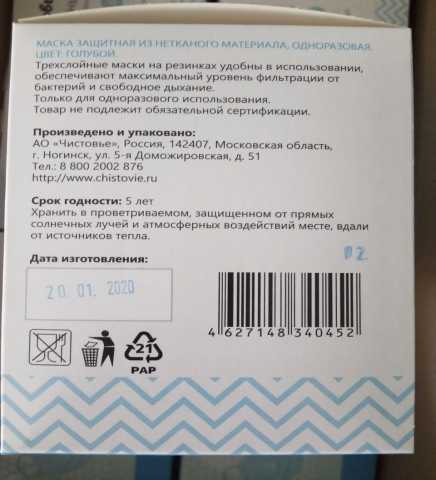 МАСКА ЗАЩИТНАЯ ИЗ НЕТКАНОГО МАТЕРИАЛА, ОДНОРАЗОВАЯ.
ЦВЕТ: ГОЛУБОЙ.
Трехслойные маски на резинках удобны в использовании,
обеспечивают максимальный уровень фильтрации от
бактерий и свободное дыхание.
Только для одноразового использования.
Товар не подлежит обязательной сертификации.
Произведено и упаковано:
АО «Чистовье», Россия, 142407, Московская область,
г. Ногинск, ул. 5-я Доможировская, д. 51
Тел.: 8 800 2002 876
http://www.chistovie.ru
Срок годности: 5 лет
Хранить в проветриваемом, защищенном от прямых
солнечных лучей и атмосферных воздействий месте, вдали
от источников тепла.
Дата изготовления:
20.01.2020
4 627148 340452
21
PAP